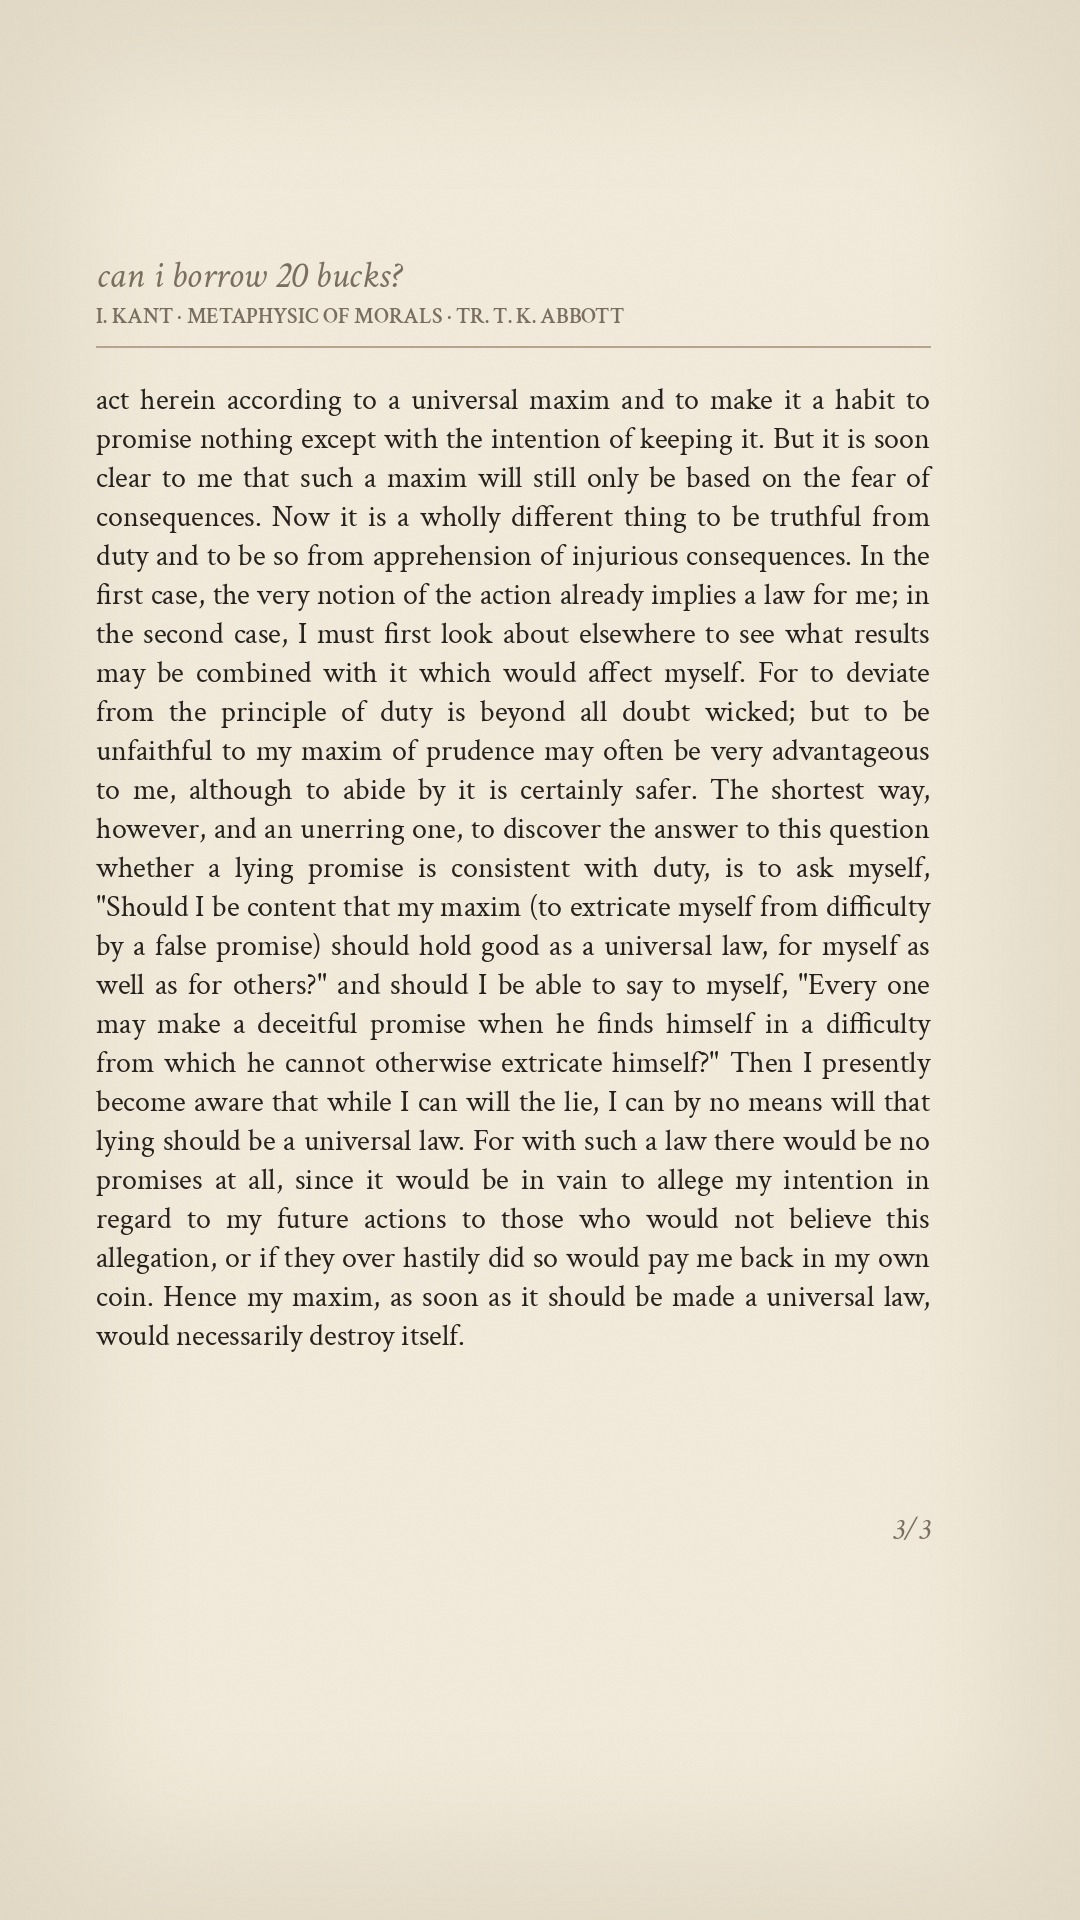 can i borrow 20 bucks?
I. KANT · METAPHYSIC OF MORALS · TR. T. K. ABBOTT
act herein according to a universal maxim and to make it a habit to
promise nothing except with the intention of keeping it. But it is soon
clear to me that such a maxim will still only be based on the fear of
consequences. Now it is a wholly different thing to be truthful from
duty and to be so from apprehension of injurious consequences. In the
first case, the very notion of the action already implies a law for me; in
the second case, I must first look about elsewhere to see what results
may be combined with it which would affect myself. For to deviate
from the principle of duty is beyond all doubt wicked; but to be
unfaithful to my maxim of prudence may often be very advantageous
to me, although to abide by it is certainly safer. The shortest way,
however, and an unerring one, to discover the answer to this question
whether a lying promise is consistent with duty, is to ask myself,
"Should I be content that my maxim (to extricate myself from difficulty
by a false promise) should hold good as a universal law, for myself as
well as for others?" and should I be able to say to myself, "Every one
may make a deceitful promise when he finds himself in a difficulty
from which he cannot otherwise extricate himself?" Then I presently
become aware that while I can will the lie, I can by no means will that
lying should be a universal law. For with such a law there would be no
promises at all, since it would be in vain to allege my intention in
regard to my future actions to those who would not believe this
allegation, or if they over hastily did so would pay me back in my own
coin. Hence my maxim, as soon as it should be made a universal law,
would necessarily destroy itself.
3/3